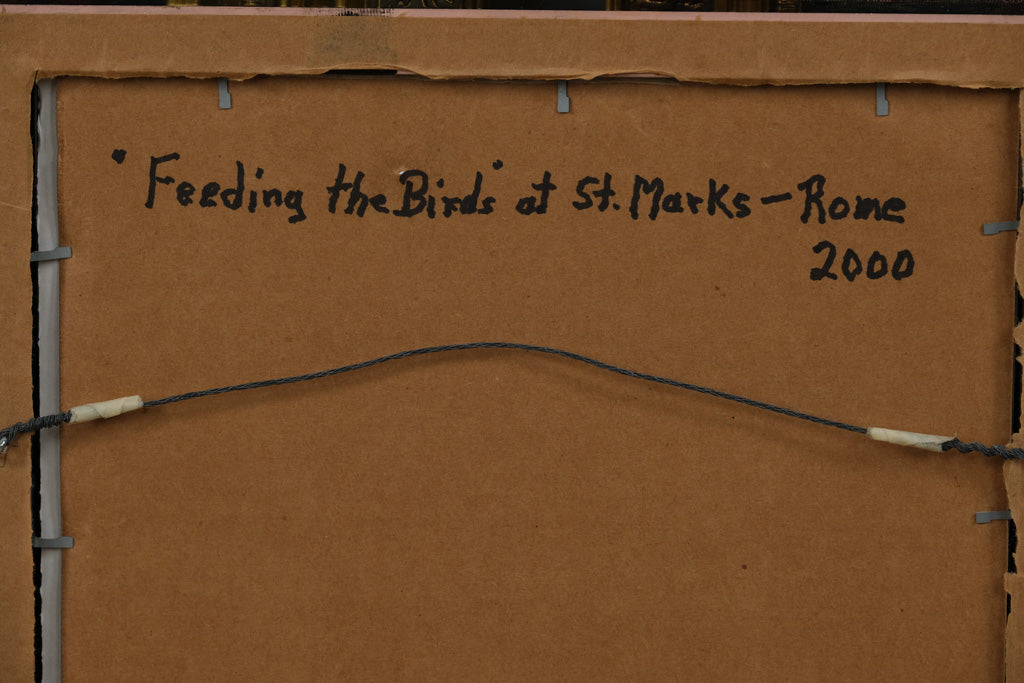 "Feeding the Birds" at St. Marks - Rome
2000